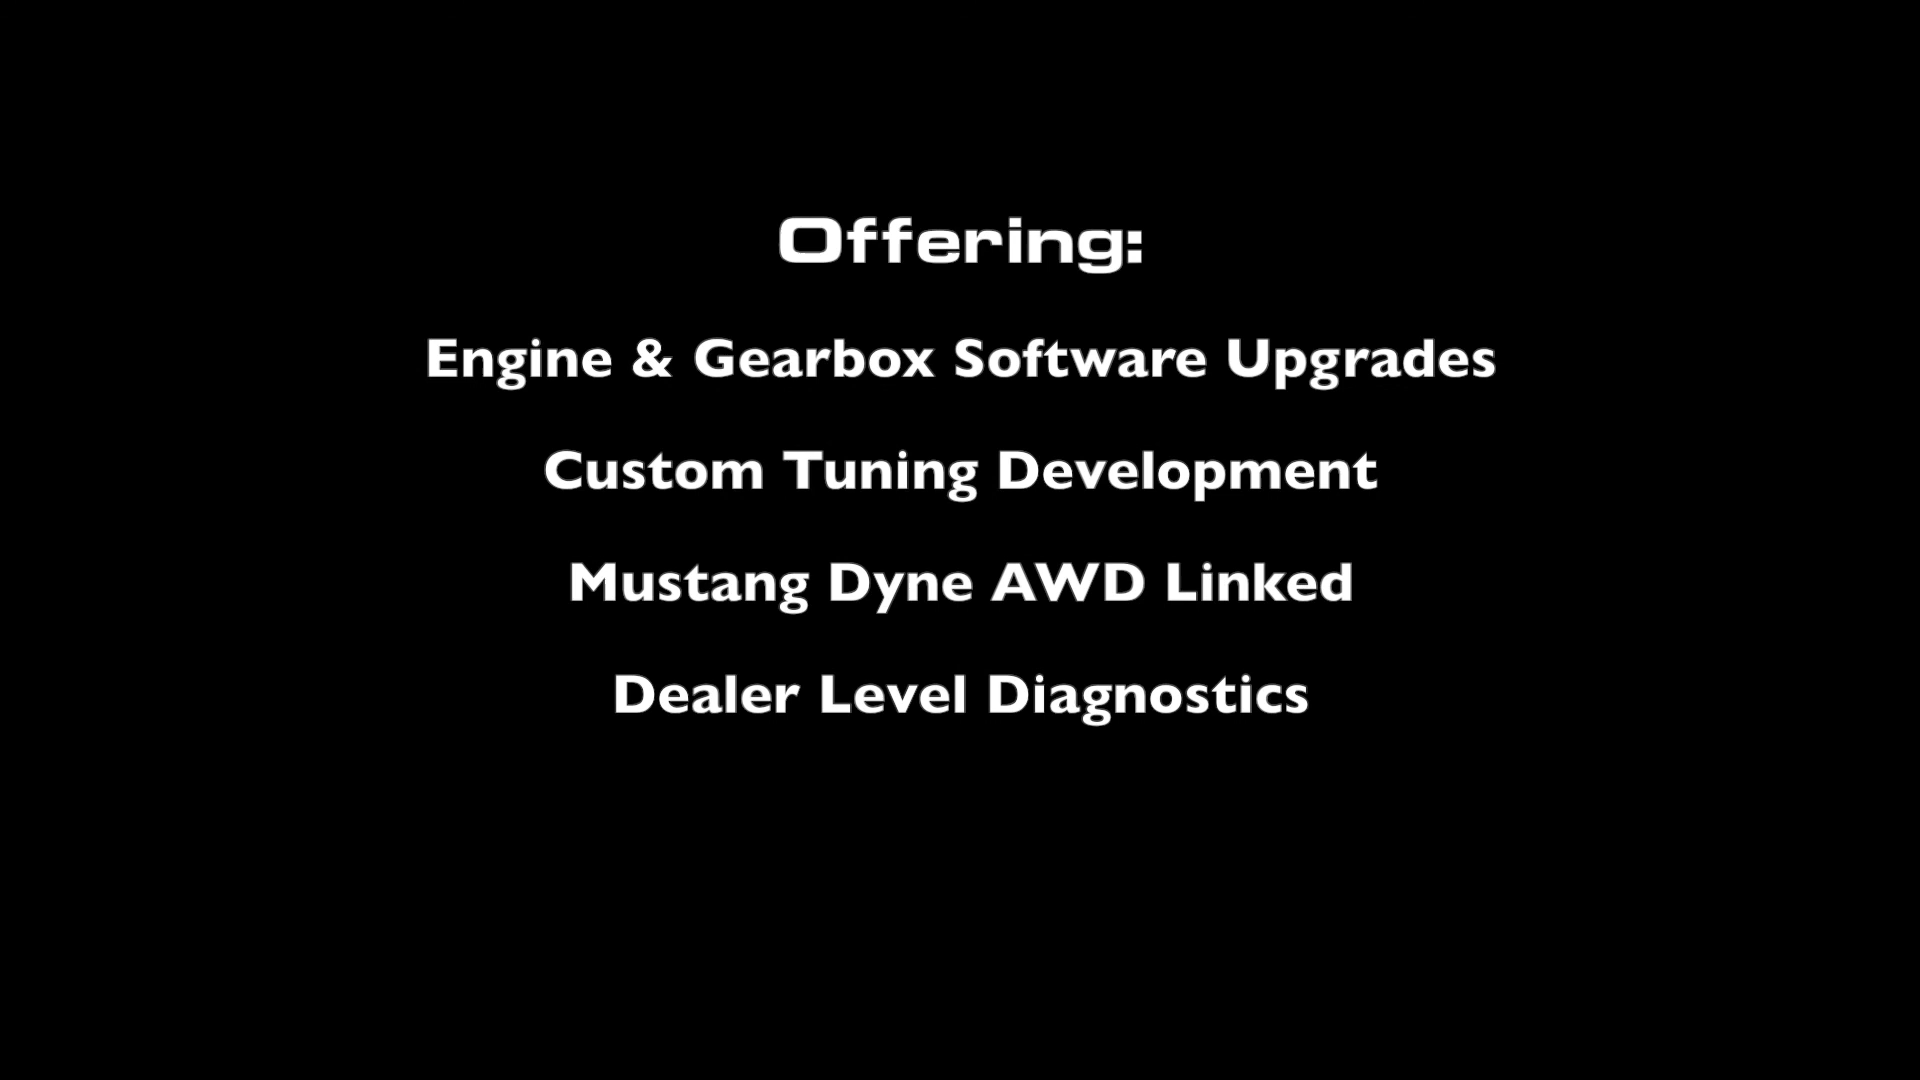 Offering:
Engine & Gearbox Software Upgrades
Custom Tuning Development
Mustang Dyne AWD Linked
Dealer Level Diagnostics